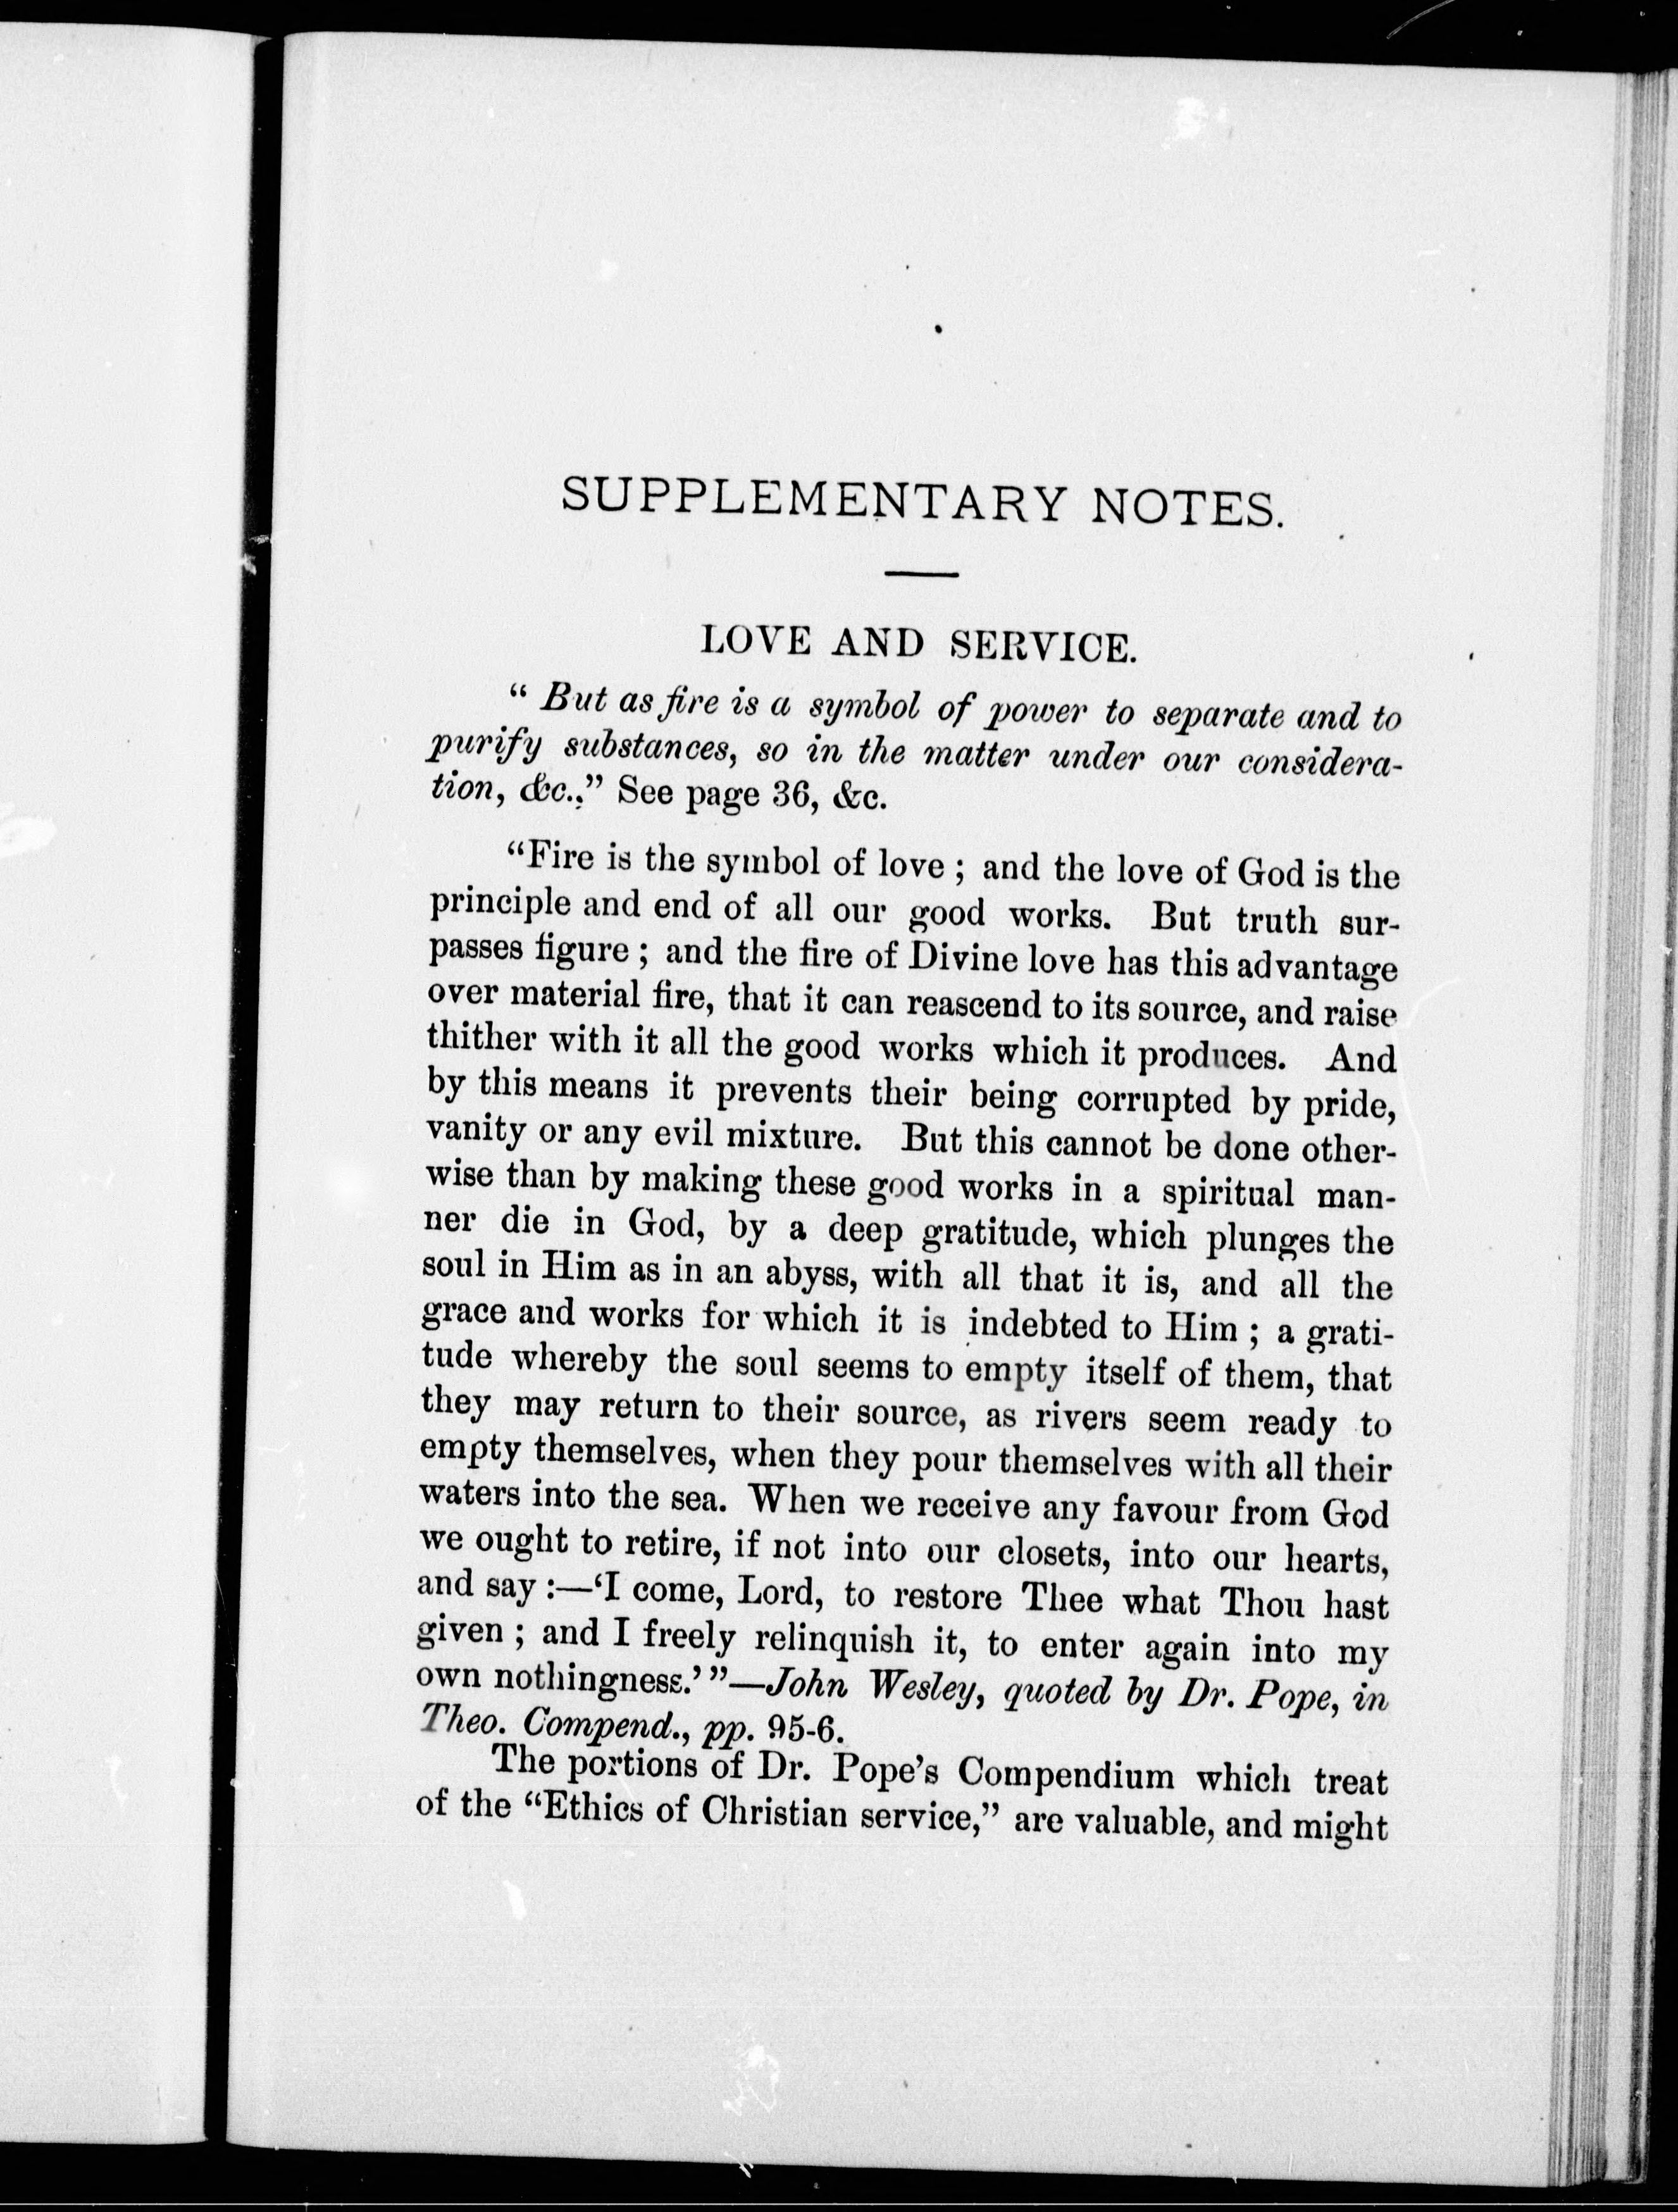 SUPPLEMENTARY NOTES.
LOVE AND SERVICE.
“ But as fire is a symbol of power to separate and to
purify substances, so in the matter under our considera-
tion, &c.,” See page 36, &c.
“Fire is the symbol of love ; and the love of God is the
principle and end of all our good works. But truth sur-
passes figure ; and the fire of Divine love has this advantage
over material fire, that it can reascend to its source, and raise
thither with it all the good works which it produces. And
by this means it prevents their being corrupted by pride,
vanity or any evil mixture. But this cannot be done other-
wise than by making these good works in a spiritual man-
ner die in God, by a deep gratitude, which plunges the
soul in Him as in an abyss, with all that it is, and all the
grace and works for which it is indebted to Him ; a grati-
tude whereby the soul seems to empty itself of them, that
they may return to their source, as rivers seem ready to
empty themselves, when they pour themselves with all their
waters into the sea. When we receive any favour from God
we ought to retire, if not into our closets, into our hearts,
and say :—‘I come, Lord, to restore Thee what Thou hast
given ; and I freely relinquish it, to enter again into my
own nothingness.’ ”—John Wesley, quoted by Dr. Pope, in
Theo. Compend., pp. 95-6.
The portions of Dr. Pope’s Compendium which treat
of the “Ethics of Christian service,” are valuable, and might